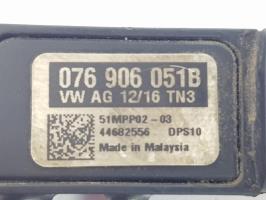 076 906 051B
VW AG 12/16 TN3
51MPP02-03
44682556 DPS10
Made in Malaysia